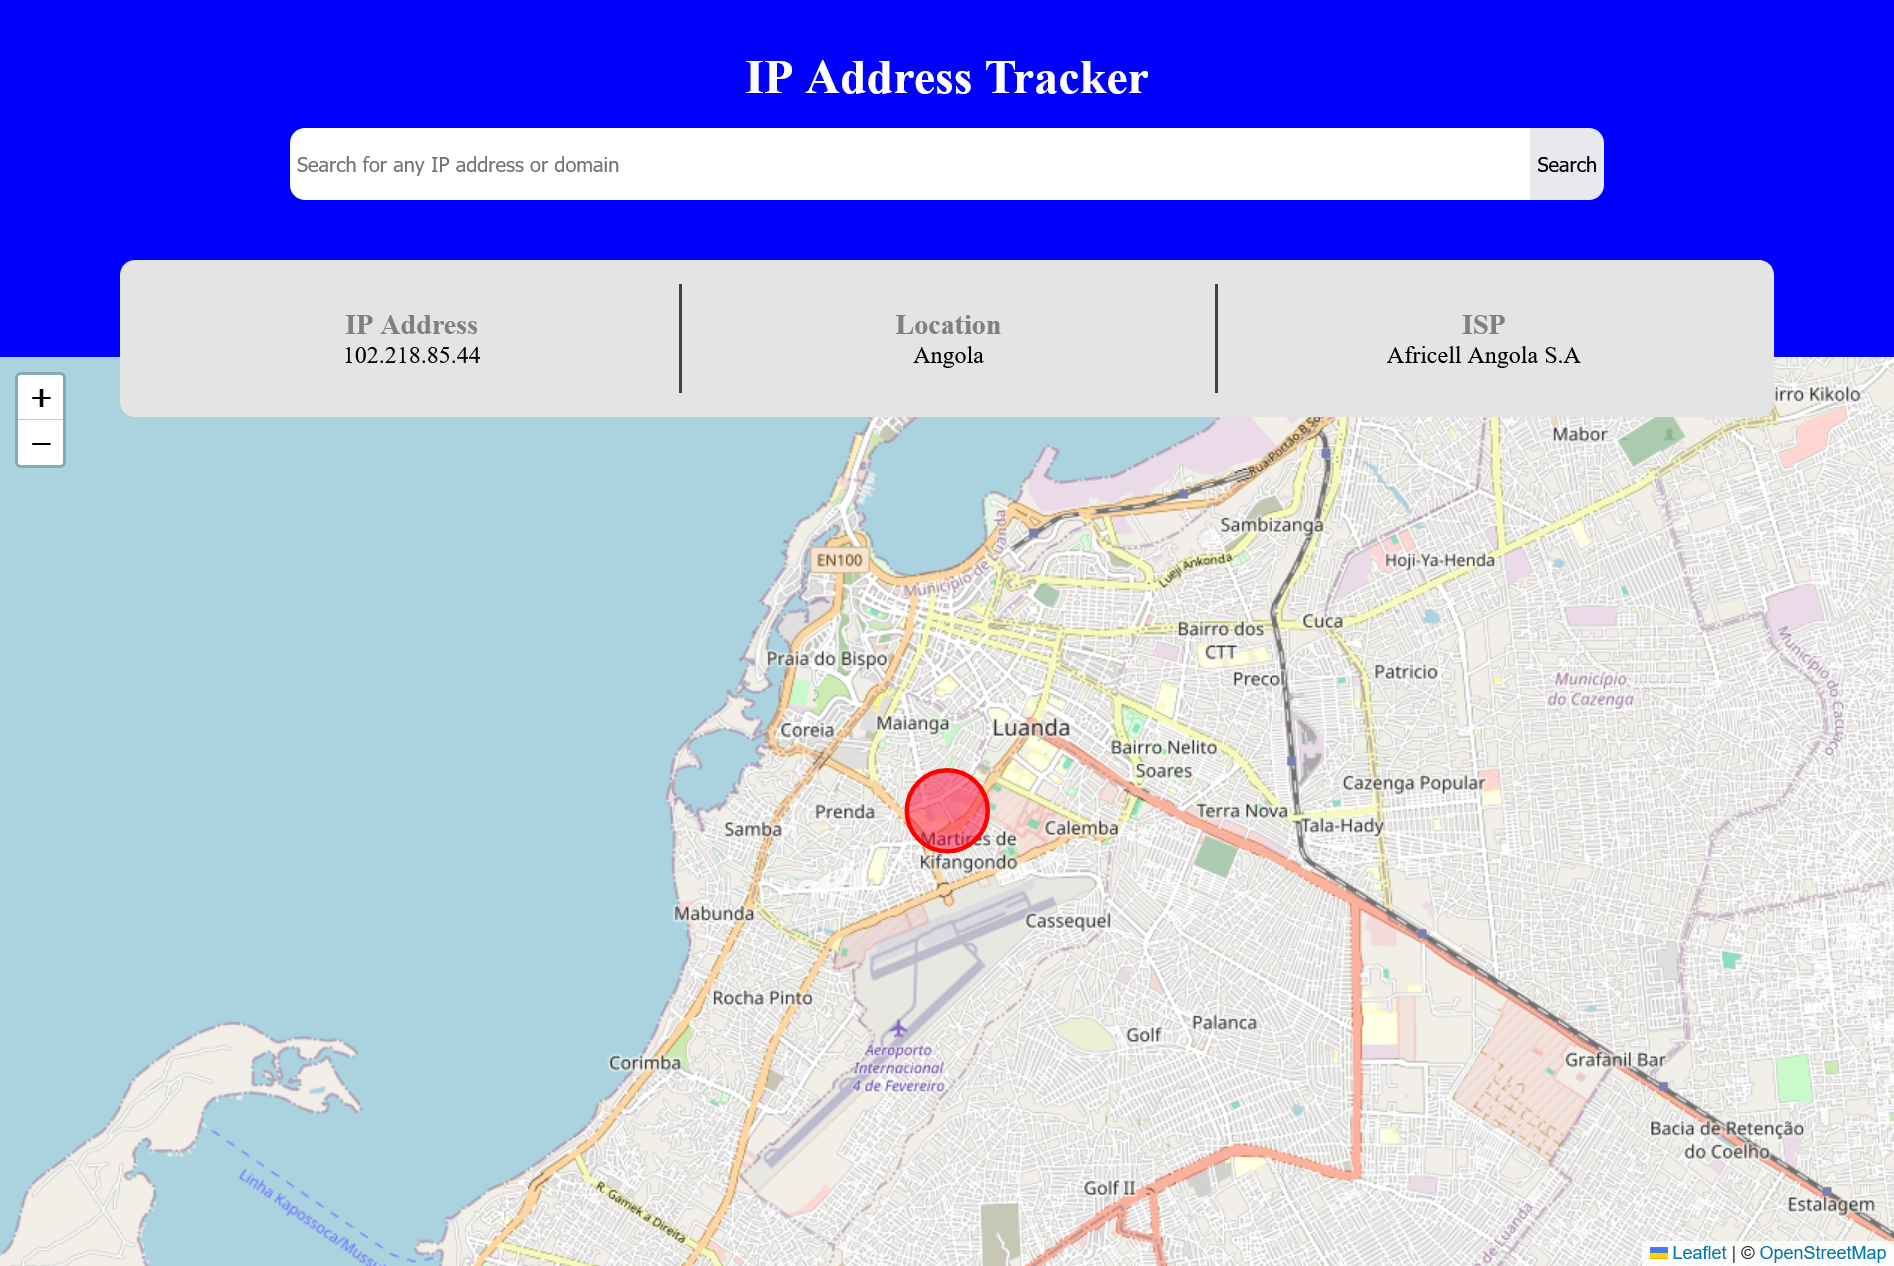 IP Address Tracker
Search for any IP address or domain
Search
IP Address
102.218.85.44
Location
Angola
ISP
Africell Angola S.A
+
−
irro Kikolo
Mabor
Rua Portão B So
Sambizanga
Município de Luanda
EN100
Lueji Ankonda
Hoji-Ya-Henda
Bairro dos
CTT
Cuca
Praia do Bispo
Precol
Patricio
Município
do Cazenga
Município do Cacuaco
Coreia
Maianga
Luanda
Bairro Nelito
Soares
Cazenga Popular
Prenda
Terra Nova
Samba
Martires de
Kifangondo
Calemba
Tala-Hady
Mabunda
Cassequel
Rocha Pinto
Palanca
Golf
Aeroporto
Internacional
4 de Fevereiro
Corimba
Grafanil Bar
Bacia de Retenção
do Coelho
Linha Kapossoca/Mussu
R. Gamek a Direita
Golf II
Estalagem
de Luanda
Leaflet | © OpenStreetMap